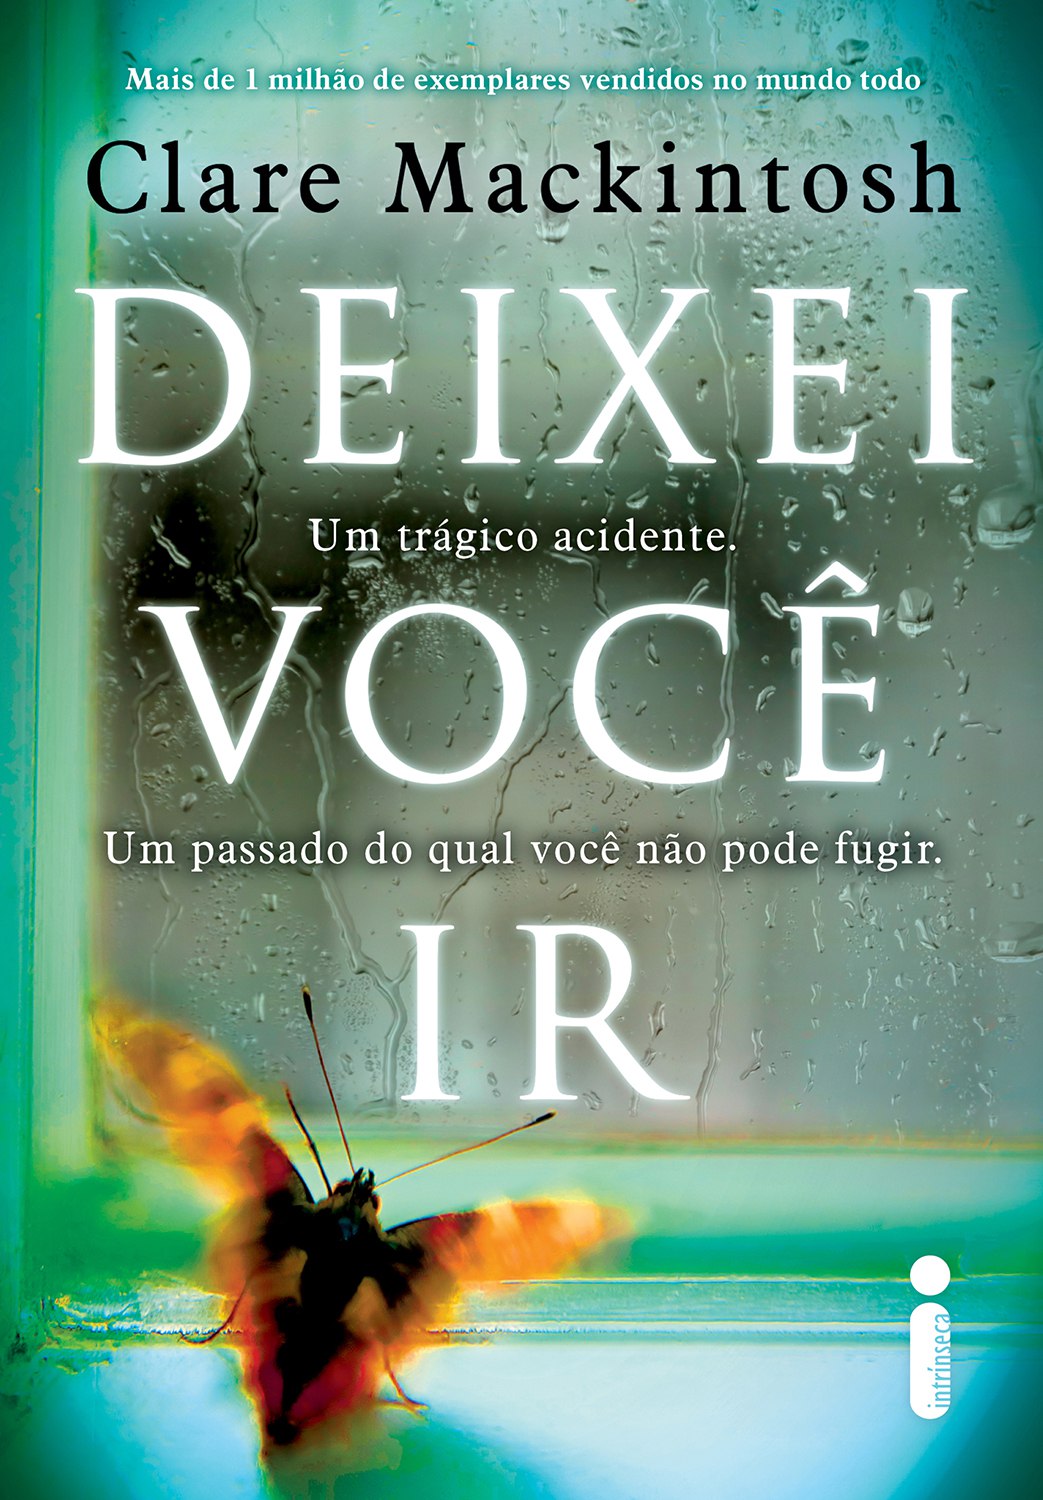 Mais de 1 milhão de exemplares vendidos no mundo todo
Clare Mackintosh
DEIXEI
Um trágico acidente.
VOCÊ
Um passado do qual você não pode fugir.
IR
intrínseca